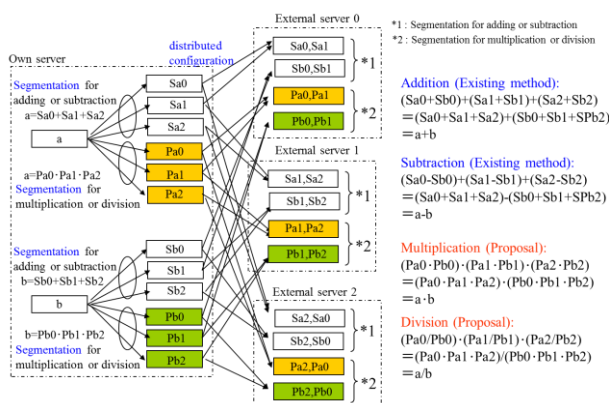 External server 0
*1 : Segmentation for adding or subtraction
*2 : Segmentation for multiplication or division
distributed
configuration
Own server
Sa0,Sa1
Sb0,Sb1
*1
Pa0,Pa1
Pb0,Pb1
*2
Segmentation for
adding or subtraction
a=Sa0+Sa1+Sa2
a
a=Pa0·Pa1·Pa2
Segmentation for
multiplication or division
Sa0
Sa1
Sa2
Pa0
Pa1
Pa2
External server 1
Sa1,Sa2
Sb1,Sb2
*1
Pa1,Pa2
Pb1,Pb2
*2
Segmentation for
adding or subtraction
b=Sb0+Sb1+Sb2
b
b=Pb0·Pb1·Pb2
Segmentation for
multiplication or division
Sb0
Sb1
Sb2
Pb0
Pb1
Pb2
External server 2
Sa2,Sa0
Sb2,Sb0
*1
Pa2,Pa0
Pb2,Pb0
*2
Addition (Existing method):
(Sa0+Sb0)+(Sa1+Sb1)+(Sa2+Sb2)
=(Sa0+Sa1+Sa2)+(Sb0+Sb1+SPb2)
=a+b
Subtraction (Existing method):
(Sa0-Sb0)+(Sa1-Sb1)+(Sa2-Sb2)
=(Sa0+Sa1+Sa2)-(Sb0+Sb1+SPb2)
=a-b
Multiplication (Proposal):
(Pa0·Pb0)·(Pa1·Pb1)·(Pa2·Pb2)
=(Pa0·Pa1·Pa2)·(Pb0·Pb1·Pb2)
=a·b
Division (Proposal):
(Pa0/Pb0)·(Pa1/Pb1)·(Pa2/Pb2)
=(Pa0·Pa1·Pa2)/(Pb0·Pb1·Pb2)
=a/b